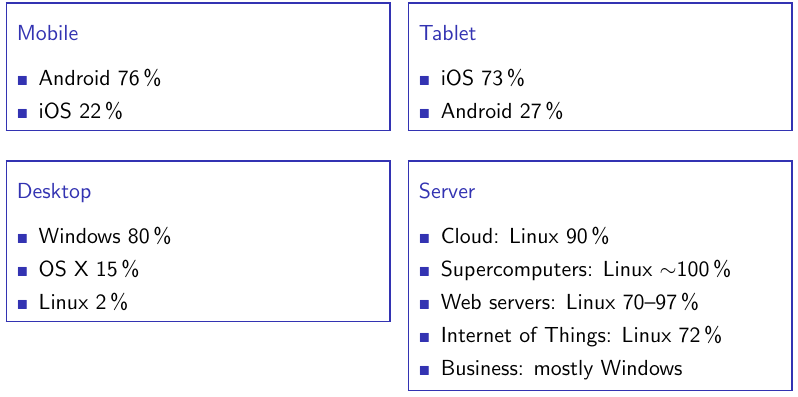 Mobile
■ Android 76 %
■ iOS 22 %
Tablet
■ iOS 73 %
■ Android 27 %
Desktop
■ Windows 80 %
■ OS X 15 %
■ Linux 2 %
Server
■ Cloud: Linux 90 %
■ Supercomputers: Linux ∼100 %
■ Web servers: Linux 70–97 %
■ Internet of Things: Linux 72 %
■ Business: mostly Windows